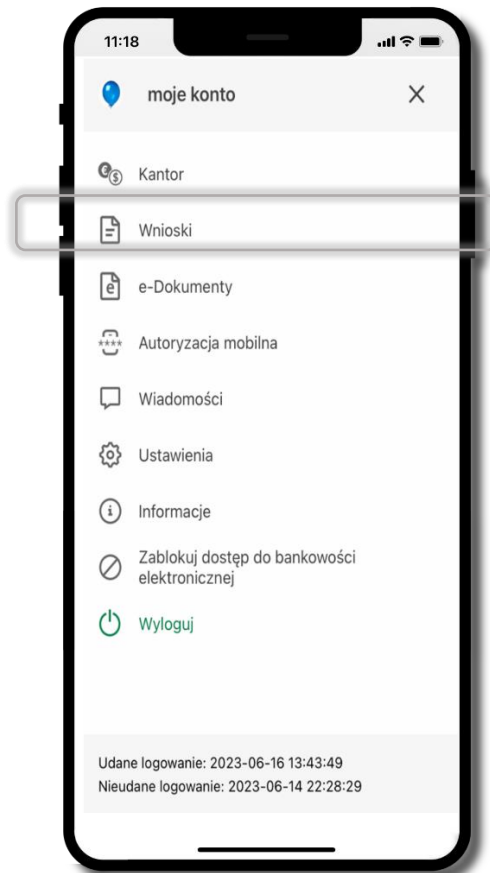 11:18
moje konto
Kantor
Wnioski
e-Dokumenty
Autoryzacja mobilna
Wiadomości
Ustawienia
Informacje
Zablokuj dostęp do bankowości
elektronicznej
Wyloguj
Udane logowanie: 2023-06-16 13:43:49
Nieudane logowanie: 2023-06-14 22:28:29